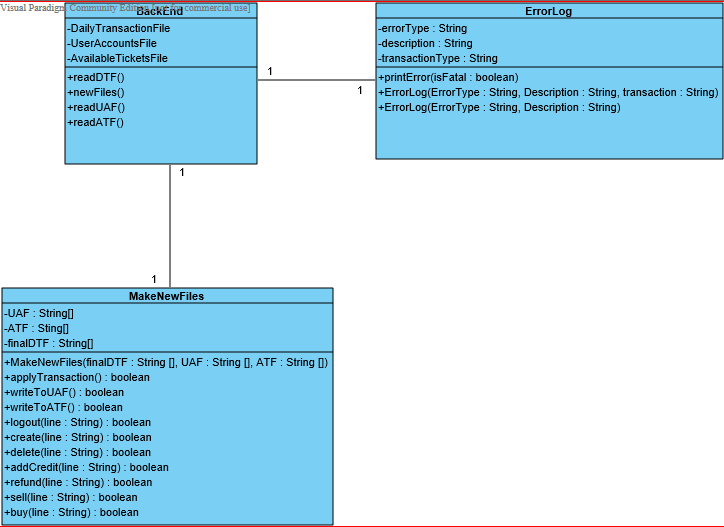 Visual Paradigm Community Edition [not for commercial use]
BackEnd
-DailyTransactionFile
-UserAccountsFile
-AvailableTicketsFile
+readDTF()
+newFiles()
+readUAF()
+readATF()
ErrorLog
-errorType : String
-description : String
-transactionType : String
+printError(isFatal : boolean)
+ErrorLog(ErrorType : String, Description : String, transaction : String)
+ErrorLog(ErrorType : String, Description : String)
1
1
1
1
MakeNewFiles
-UAF : String[]
-ATF : Sting[]
-finalDTF : String[]
+MakeNewFiles(finalDTF : String [], UAF : String [], ATF : String [])
+applyTransaction() : boolean
+writeToUAF() : boolean
+writeToATF() : boolean
+logout(line : String) : boolean
+create(line : String) : boolean
+delete(line : String) : boolean
+addCredit(line : String) : boolean
+refund(line : String) : boolean
+sell(line : String) : boolean
+buy(line : String) : boolean